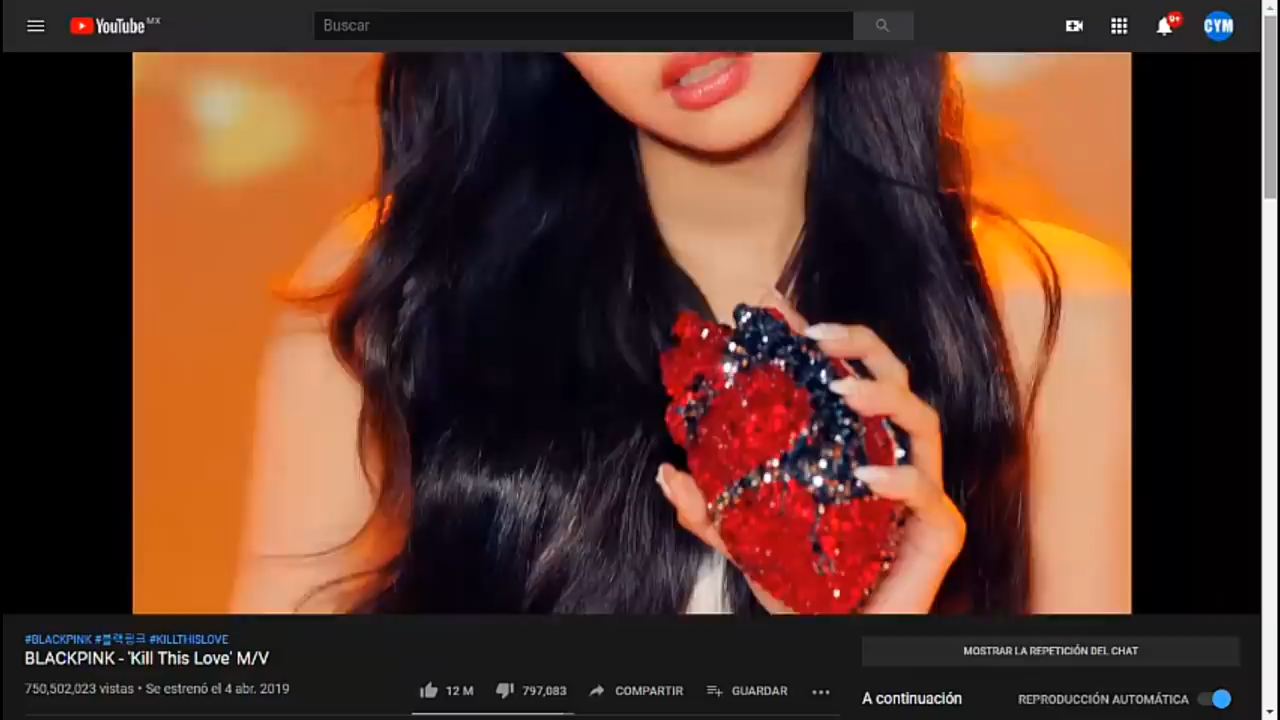 YouTube MX
Buscar
9+
CYM
#BLACKPINK #블랙핑크 #KILLTHISLOVE
BLACKPINK - 'Kill This Love' M/V
750,502,023 vistas • Se estrenó el 4 abr. 2019
12 M
797,083
COMPARTIR
GUARDAR
MOSTRAR LA REPETICIÓN DEL CHAT
A continuación
REPRODUCCIÓN AUTOMÁTICA